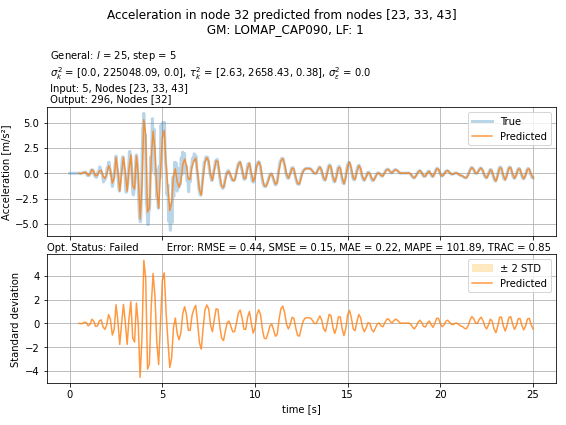 Acceleration in node 32 predicted from nodes [23, 33, 43]
GM: LOMAP_CAP090, LF: 1
General: l = 25, step = 5
σ²ₖ = [0.0, 225048.09, 0.0], τ²ₖ = [2.63, 2658.43, 0.38], σ²ε = 0.0
Input: 5, Nodes [23, 33, 43]
Output: 296, Nodes [32]
Acceleration [m/s²]
5.0
2.5
0.0
−2.5
−5.0
True
Predicted
Opt. Status: Failed
Error: RMSE = 0.44, SMSE = 0.15, MAE = 0.22, MAPE = 101.89, TRAC = 0.85
Standard deviation
4
2
0
−2
−4
± 2 STD
Predicted
0
5
10
15
20
25
time [s]